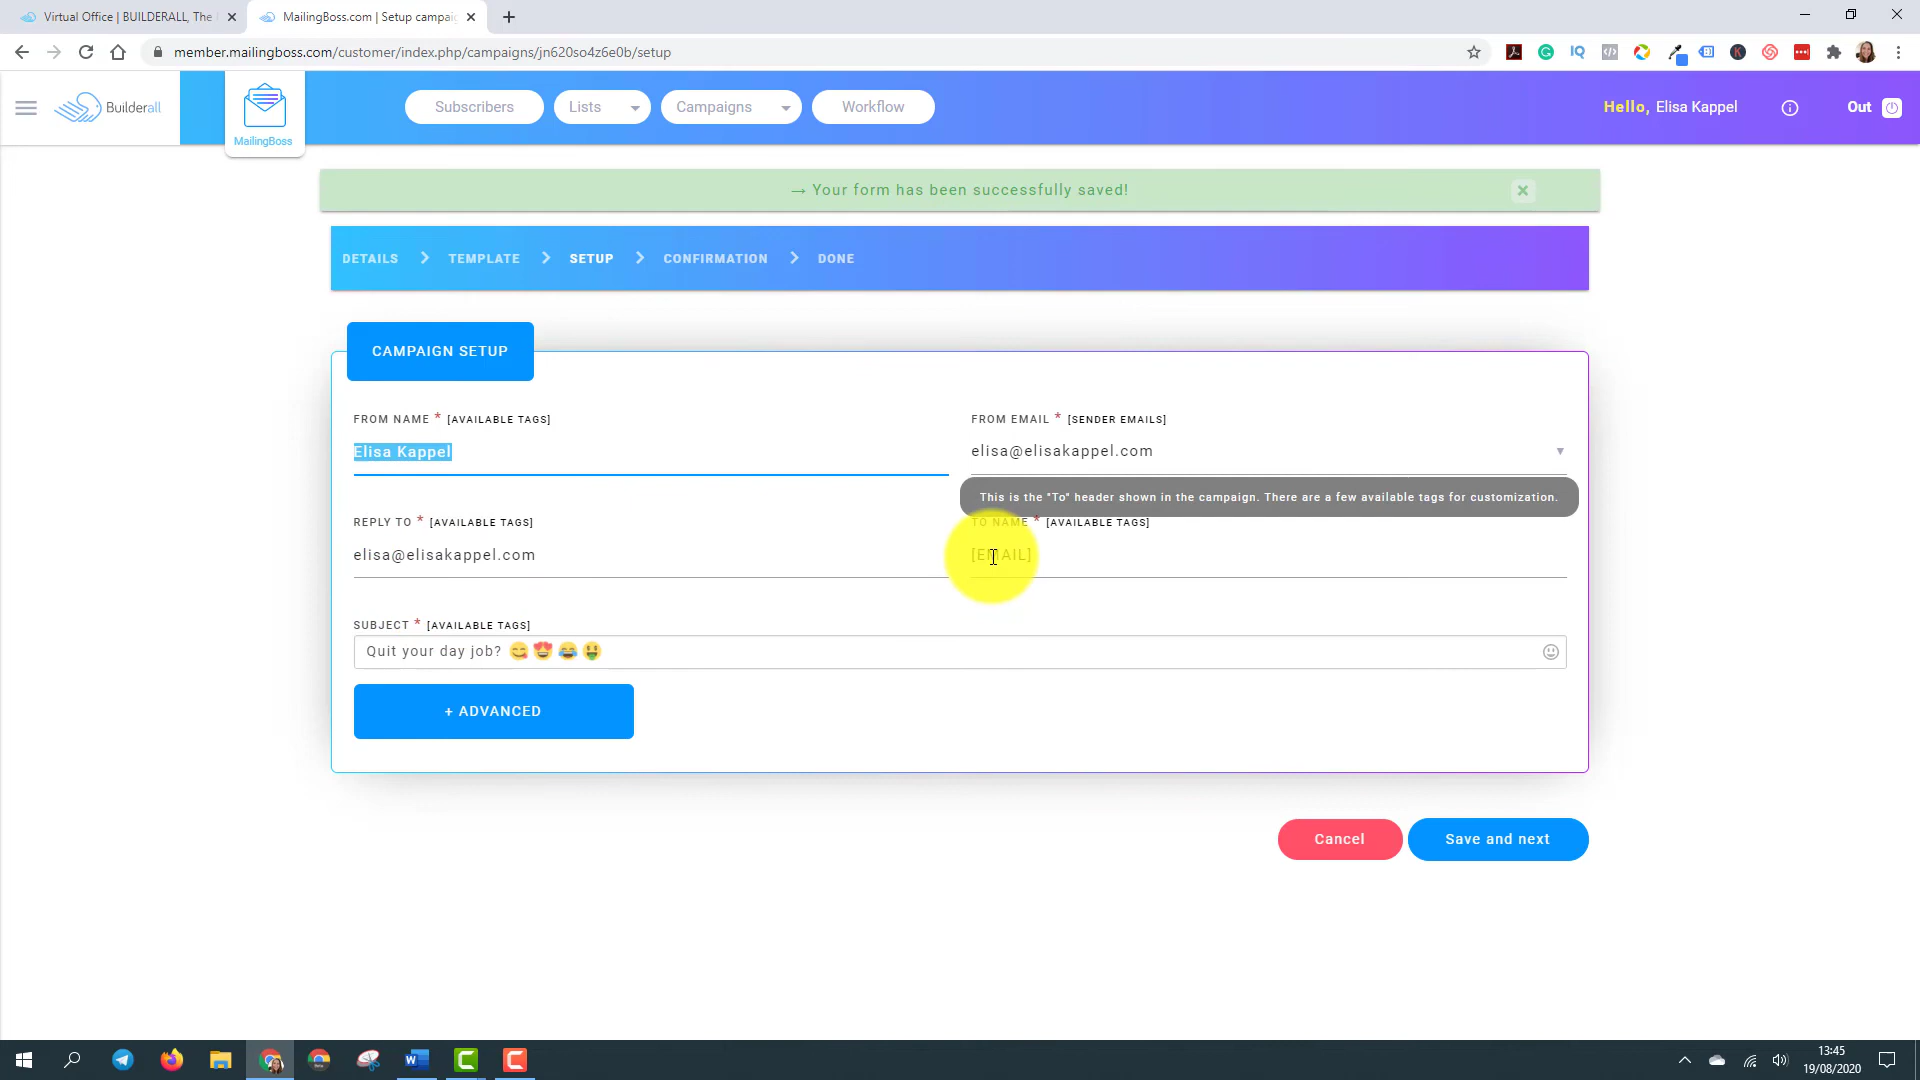 Virtual Office | BUILDERALL, The
MailingBoss.com | Setup campaig
member.mailingboss.com/customer/index.php/campaigns/jn620so4z6e0b/setup
Builderall
MailingBoss
Subscribers
Lists
Campaigns
Workflow
Hello, Elisa Kappel
Out
→ Your form has been successfully saved!
DETAILS > TEMPLATE > SETUP > CONFIRMATION > DONE
CAMPAIGN SETUP
FROM NAME * [AVAILABLE TAGS]
Elisa Kappel
FROM EMAIL * [SENDER EMAILS]
elisa@elisakappel.com
This is the "To" header shown in the campaign. There are a few available tags for customization.
REPLY TO * [AVAILABLE TAGS]
elisa@elisakappel.com
TO NAME * [AVAILABLE TAGS]
[EMAIL]
SUBJECT * [AVAILABLE TAGS]
Quit your day job? 😋😍😂🤑
+ ADVANCED
Cancel
Save and next
13:45
19/08/2020